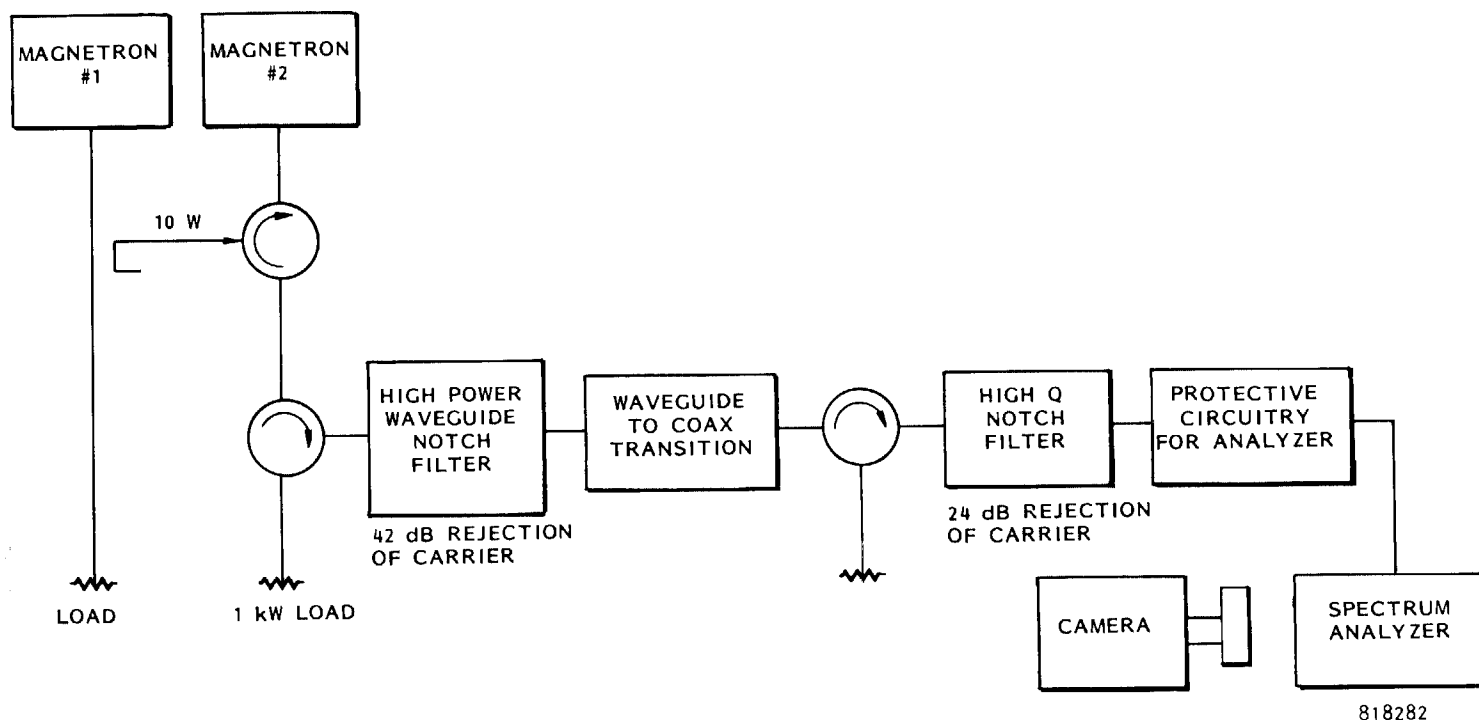 MAGNETRON
#1
MAGNETRON
#2
10 W
HIGH POWER
WAVEGUIDE
NOTCH
FILTER
WAVEGUIDE
TO COAX
TRANSITION
HIGH Q
NOTCH
FILTER
PROTECTIVE
CIRCUITRY
FOR ANALYZER
42 dB REJECTION
OF CARRIER
24 dB REJECTION
OF CARRIER
LOAD
1 kW LOAD
CAMERA
SPECTRUM
ANALYZER
818282